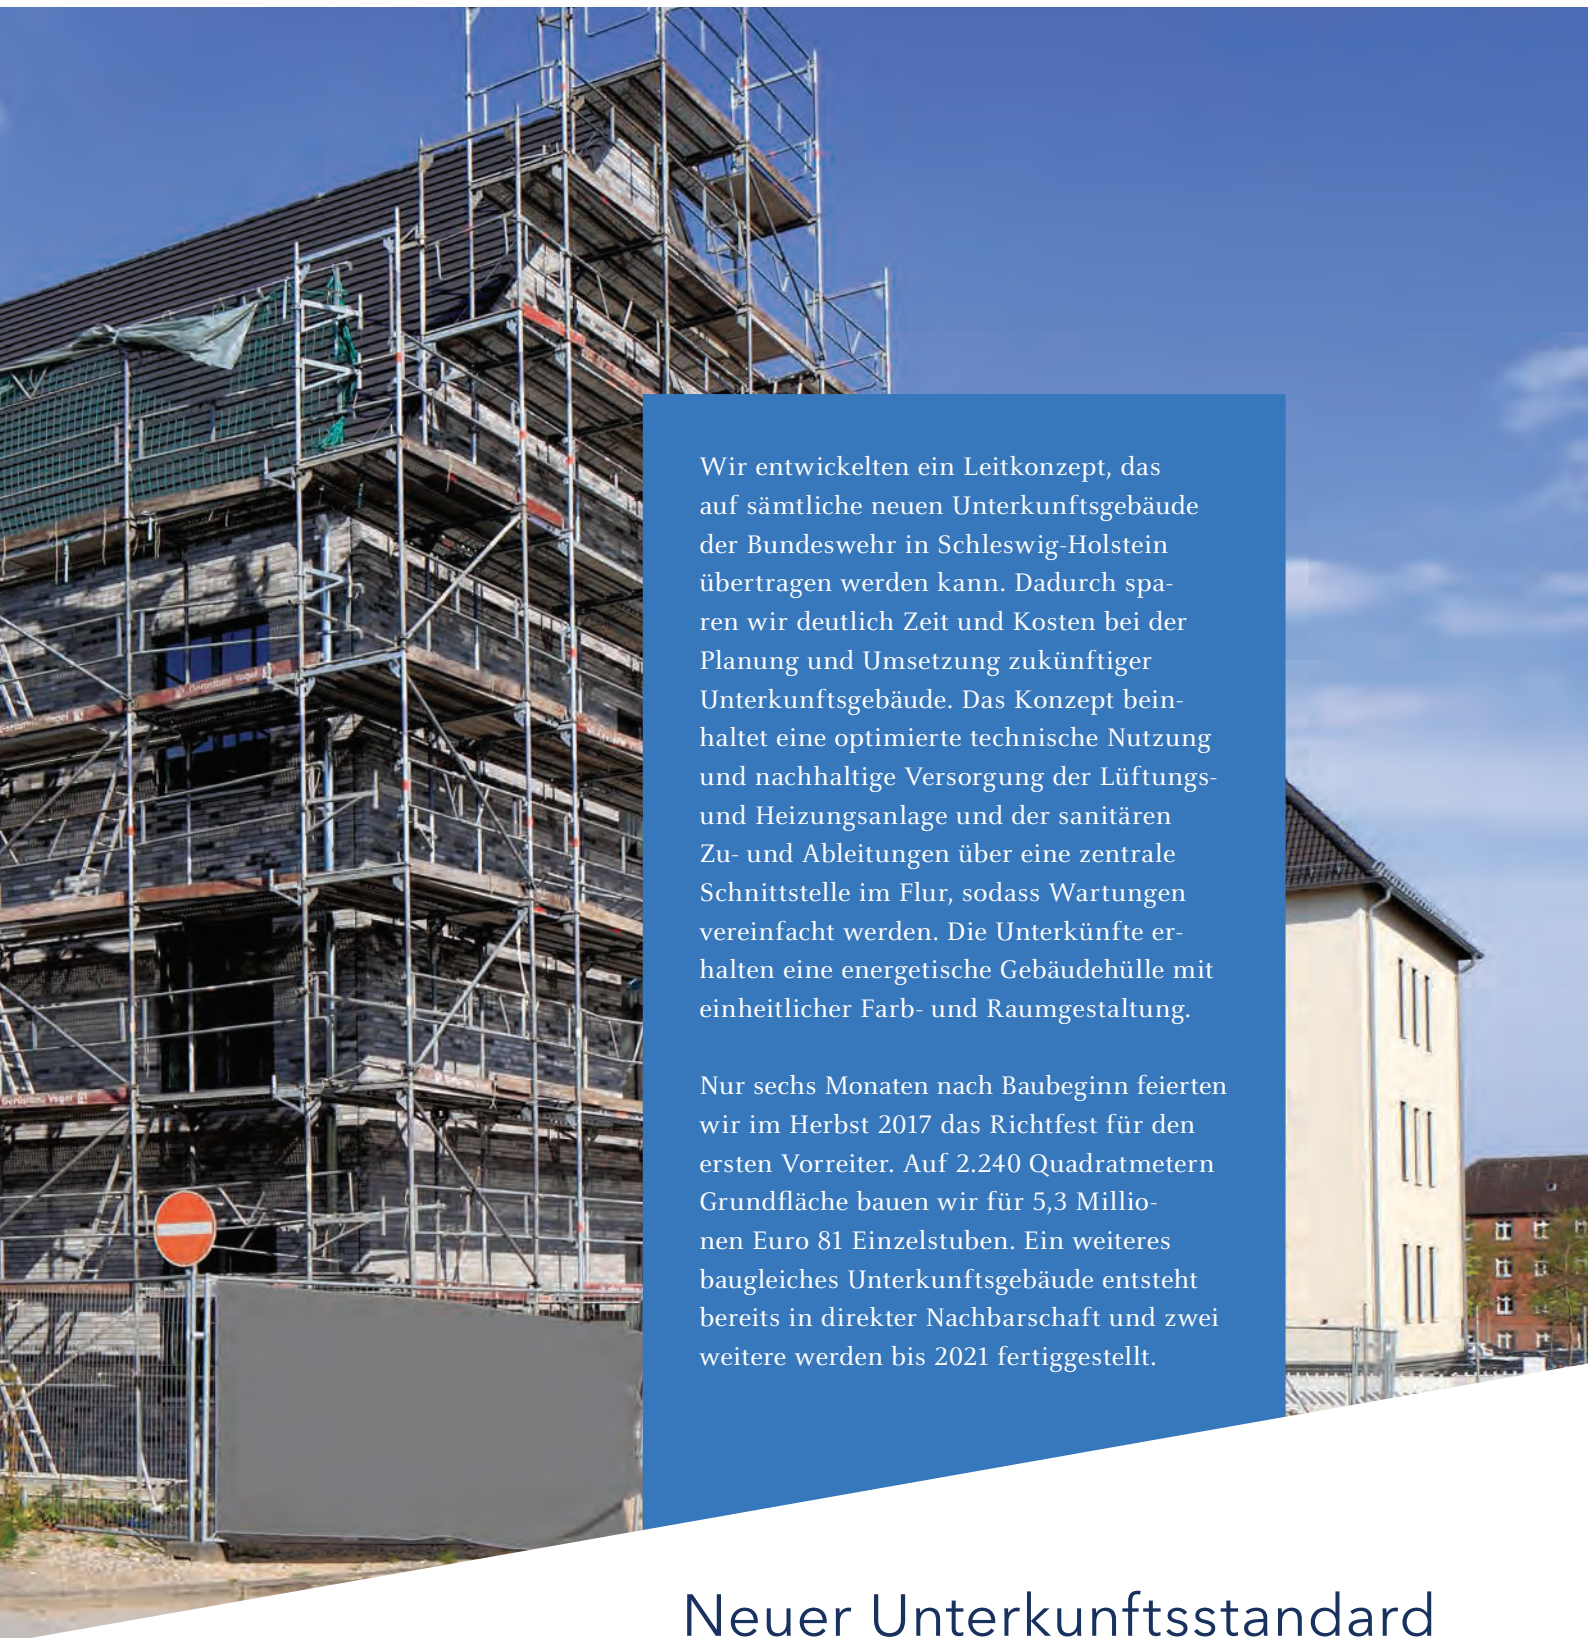 Wir entwickelten ein Leitkonzept, das
auf sämtliche neuen Unterkunftsgebäude
der Bundeswehr in Schleswig-Holstein
übertragen werden kann. Dadurch spa-
ren wir deutlich Zeit und Kosten bei der
Planung und Umsetzung zukünftiger
Unterkunftsgebäude. Das Konzept bein-
haltet eine optimierte technische Nutzung
und nachhaltige Versorgung der Lüftungs-
und Heizungsanlage und der sanitären
Zu- und Ableitungen über eine zentrale
Schnittstelle im Flur, sodass Wartungen
vereinfacht werden. Die Unterkünfte er-
halten eine energetische Gebäudehülle mit
einheitlicher Farb- und Raumgestaltung.
Nur sechs Monaten nach Baubeginn feierten
wir im Herbst 2017 das Richtfest für den
ersten Vorreiter. Auf 2.240 Quadratmetern
Grundfläche bauen wir für 5,3 Millio-
nen Euro 81 Einzelstuben. Ein weiteres
baugleiches Unterkunftsgebäude entsteht
bereits in direkter Nachbarschaft und zwei
weitere werden bis 2021 fertiggestellt.
Gerüstbau Vogel
Gerüstbau Vogel
Gerüstbau Vogel
Neuer Unterkunftsstandard